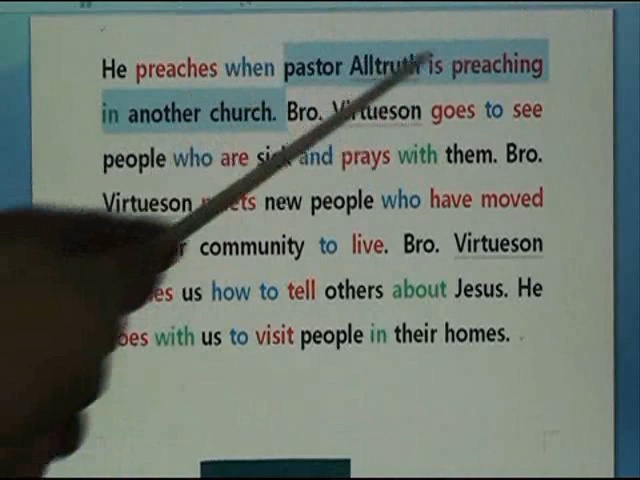 He preaches when pastor Alltruth is preaching
in another church. Bro. Virtueson goes to see
people who are sick and prays with them. Bro.
Virtueson new people who have moved
community to live. Bro. Virtueson
us how to tell others about Jesus. He
with us to visit people in their homes.